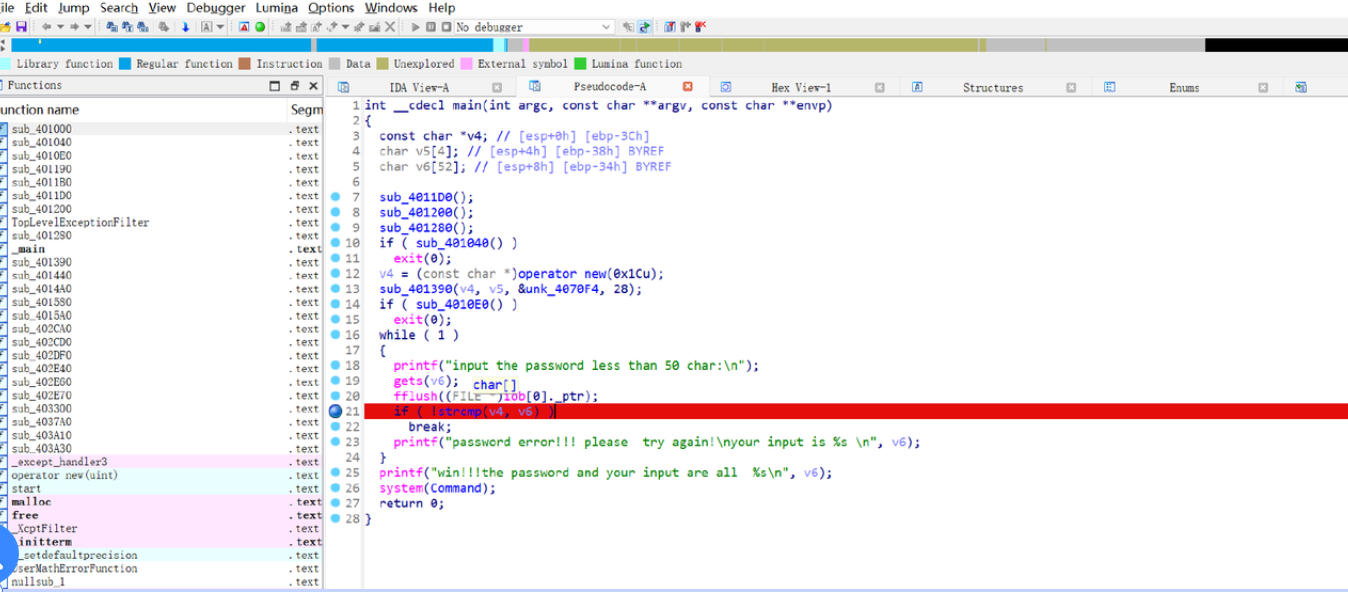 ile Edit Jump Search View Debugger Lumina Options Windows Help
No debugger
Library function Regular function Instruction Data Unexplored External symbol Lumina function
Functions
IDA View-A Pseudocode-A Hex View-1 Structures Enums
unction name Segm
sub_401000 .text
sub_401040 .text
sub_4010E0 .text
sub_401190 .text
sub_4011B0 .text
sub_4011D0 .text
sub_401200 .text
TopLevelExceptionFilter .text
sub_401280 .text
_main .text
sub_401390 .text
sub_401440 .text
sub_4014A0 .text
sub_401580 .text
sub_4015A0 .text
sub_402CA0 .text
sub_402CD0 .text
sub_402DF0 .text
sub_402E40 .text
sub_402E60 .text
sub_402E70 .text
sub_403300 .text
sub_4037A0 .text
sub_403A10 .text
sub_403A30 .text
_except_handler3 .text
operator new(uint) .text
start .text
malloc .text
free .text
_XcptFilter .text
initterm .text
_setdefaultprecision .text
serMathErrorFunction .text
nullsub_1 .text
1 int __cdecl main(int argc, const char **argv, const char **envp)
2 {
3 const char *v4; // [esp+0h] [ebp-3Ch]
4 char v5[4]; // [esp+4h] [ebp-38h] BYREF
5 char v6[52]; // [esp+8h] [ebp-34h] BYREF
6
7 sub_4011D0();
8 sub_401200();
9 sub_401280();
10 if ( sub_401040() )
11 exit(0);
12 v4 = (const char *)operator new(0x1Cu);
13 sub_401390(v4, v5, &unk_4070F4, 28);
14 if ( sub_4010E0() )
15 exit(0);
16 while ( 1 )
17 {
18 printf("input the password less than 50 char:\n");
19 gets(v6); char[]
20 fflush((FILE *)iob[0]._ptr);
21 if ( !strcmp(v4, v6) )
22 break;
23 printf("password error!!! please  try again!\nyour input is %s \n", v6);
24 }
25 printf("win!!!the password and your input are all  %s\n", v6);
26 system(Command);
27 return 0;
28 }